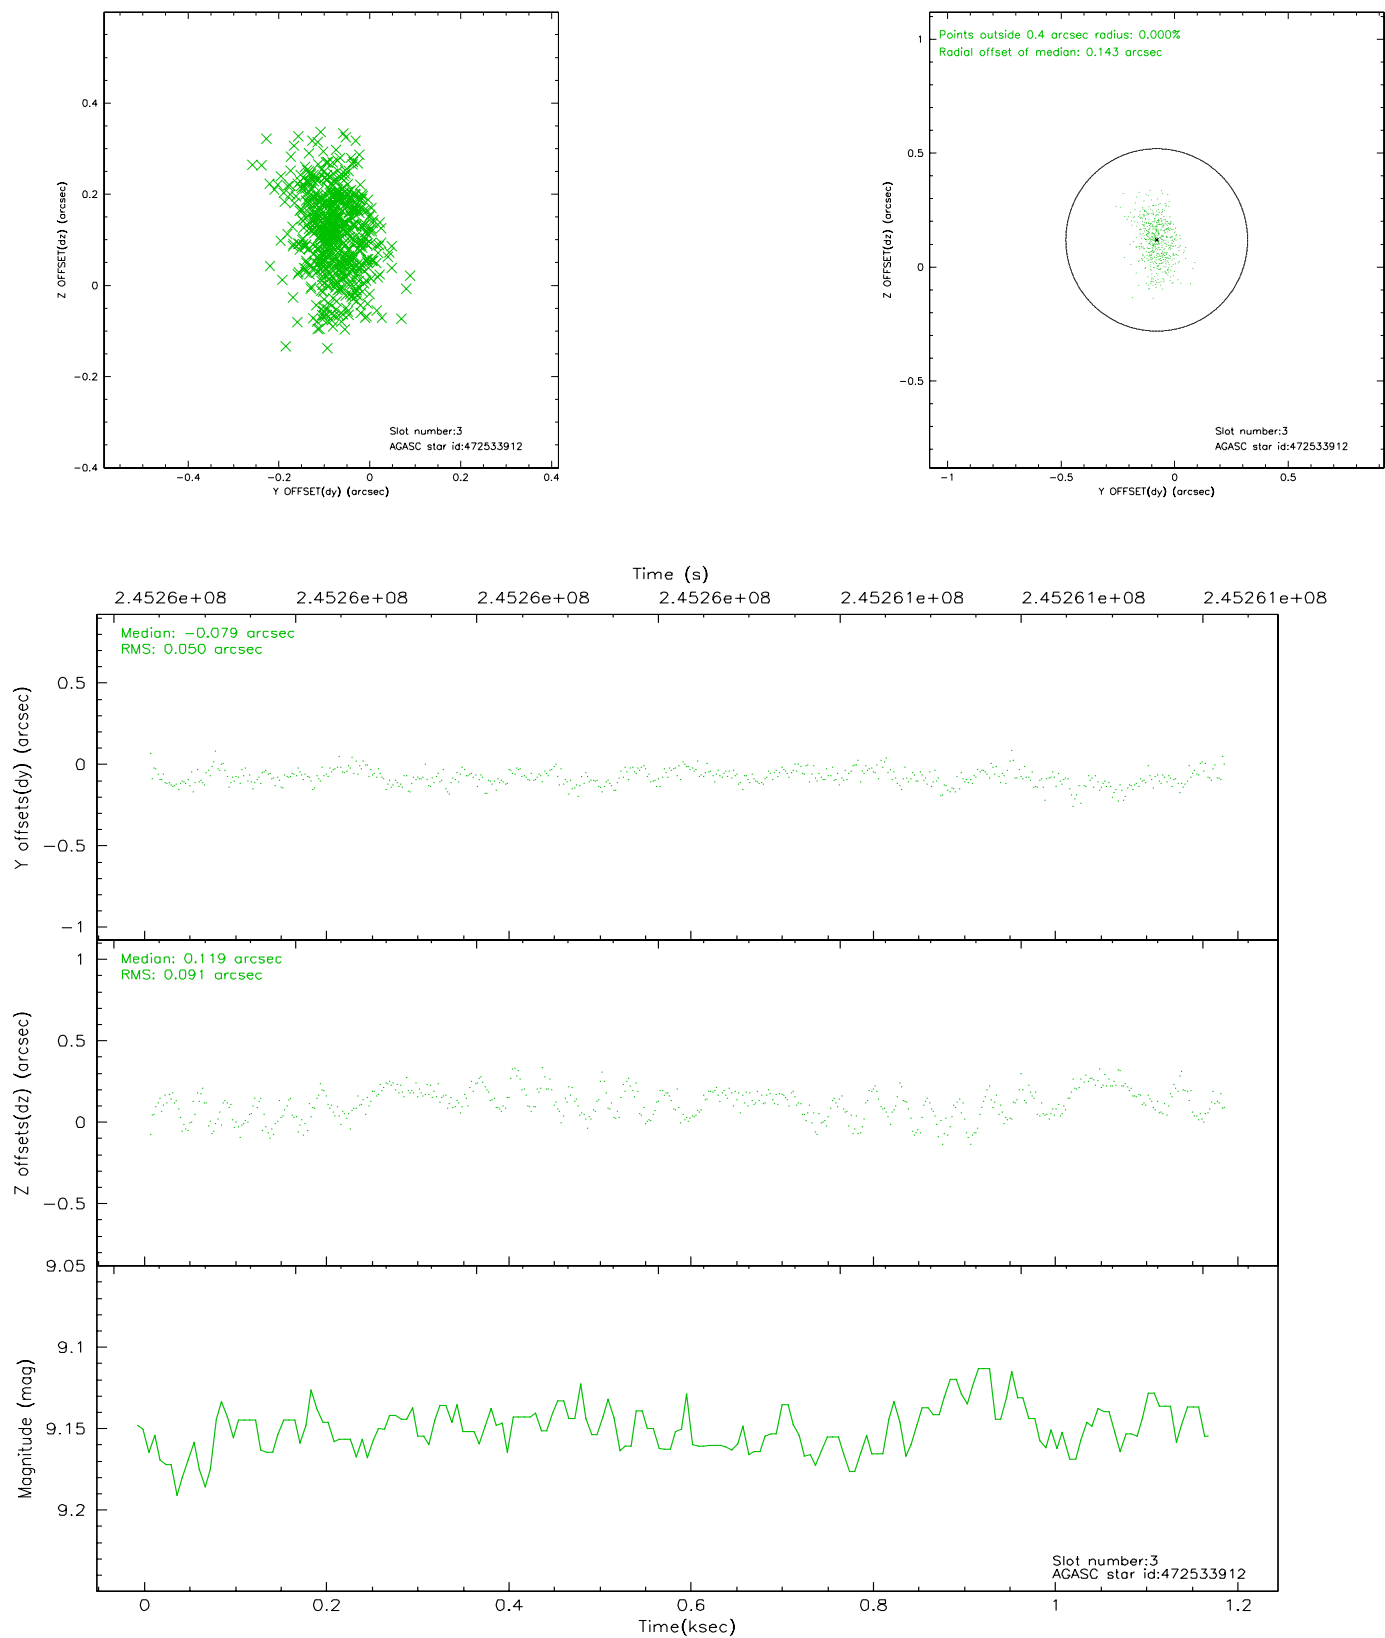 0.4
0.2
0
−0.2
−0.4
Z OFFSET(dz) (arcsec)
Slot number:3
AGASC star id:472533912
−0.4 −0.2 0 0.2 0.4
Y OFFSET(dy) (arcsec)
Points outside 0.4 arcsec radius: 0.000%
Radial offset of median: 0.143 arcsec
1
0.5
0
−0.5
Z OFFSET(dz) (arcsec)
Slot number:3
AGASC star id:472533912
−1 −0.5 0 0.5
Y OFFSET(dy) (arcsec)
Time (s)
2.4526e+08 2.4526e+08 2.4526e+08 2.4526e+08 2.45261e+08 2.45261e+08 2.45261e+08
Median: −0.079 arcsec
RMS: 0.050 arcsec
0.5
0
−0.5
−1
Y offsets(dy) (arcsec)
Median: 0.119 arcsec
RMS: 0.091 arcsec
1
0.5
0
−0.5
Z offsets(dz) (arcsec)
9.05
9.1
9.15
9.2
Magnitude (mag)
Slot number:3
AGASC star id:472533912
0 0.2 0.4 0.6 0.8 1 1.2
Time(ksec)